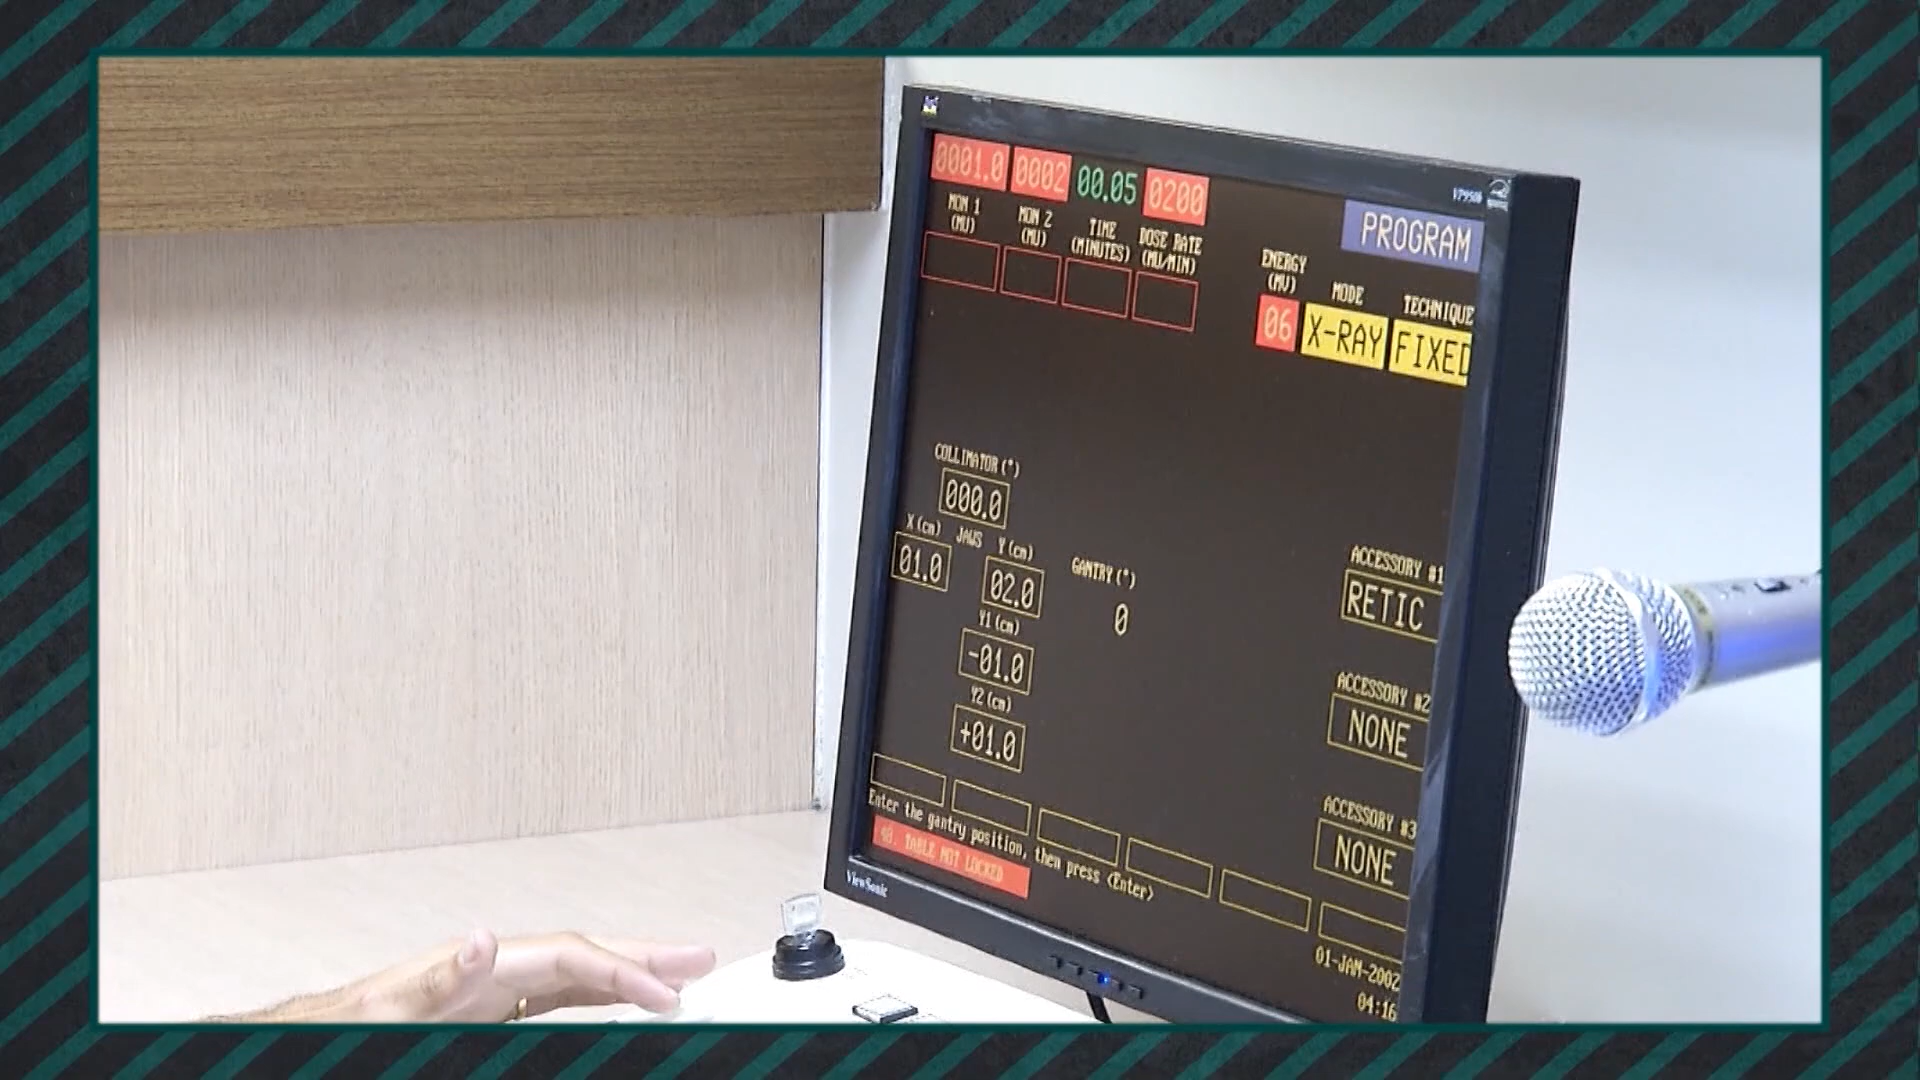 0001.0 0002 00.05 0200
MON 1 (MU) MON 2 (MU) TIME (MINUTES) DOSE RATE (MU/MIN)
PROGRAM
ENERGY (MV) MODE TECHNIQUE
06 X-RAY FIXED
COLLIMATOR (°)
000.0
X (cm) JAWS Y (cm)
01.0 02.0
GANTRY (°)
0
Y1 (cm)
-01.0
Y2 (cm)
+01.0
ACCESSORY #1
RETIC
ACCESSORY #2
NONE
ACCESSORY #3
NONE
Enter the gantry position, then press <Enter>
TABLE NOT LOCKED
01-JAN-2002
04:16
ViewSonic